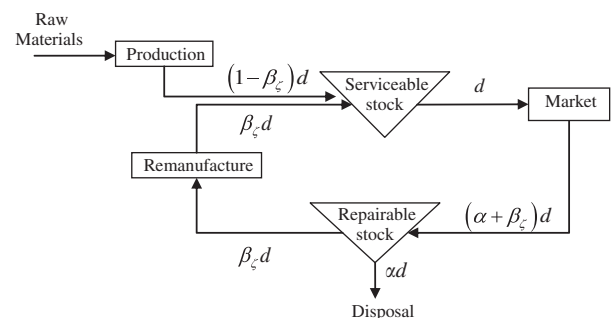 Raw
Materials
Production
(1−β_ζ)d
Serviceable
stock
d
Market
β_ζd
Remanufacture
Repairable
stock
(α+β_ζ)d
β_ζd
αd
Disposal